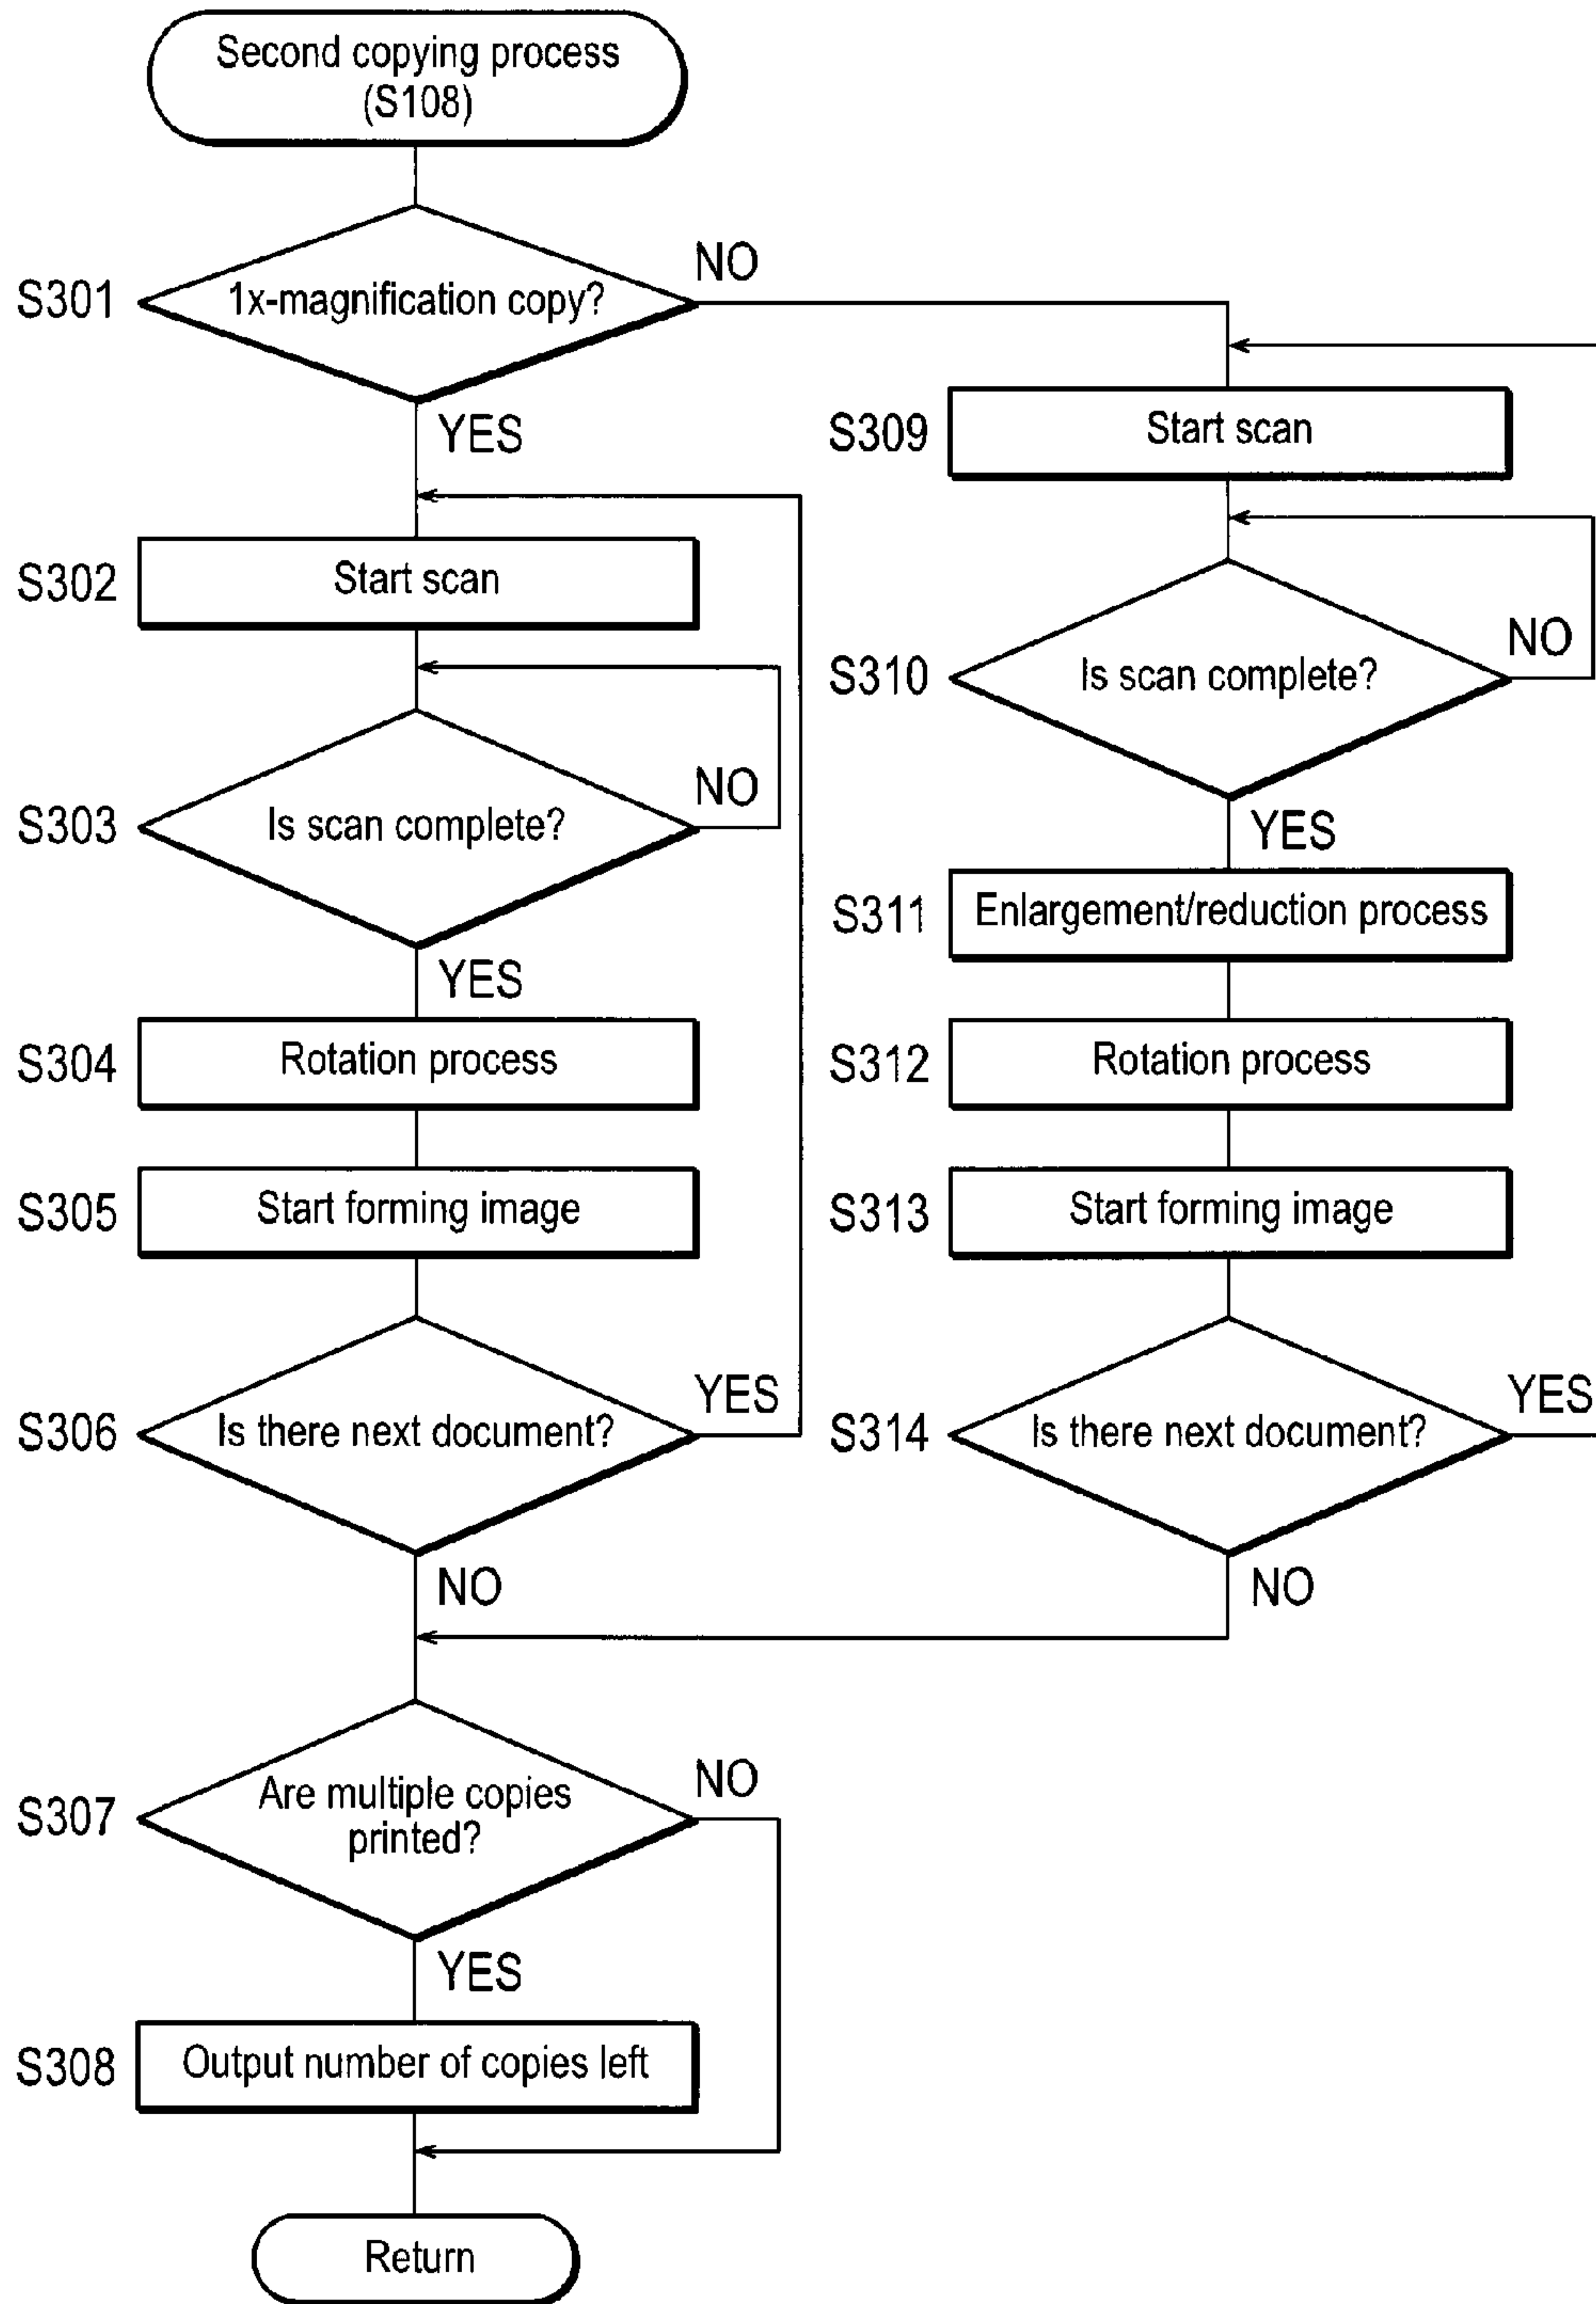 Second copying process
(S108)
S301
1x-magnification copy?
NO
YES
S302
Start scan
S303
Is scan complete?
NO
YES
S304
Rotation process
S305
Start forming image
S306
Is there next document?
YES
NO
S309
Start scan
S310
Is scan complete?
NO
YES
S311
Enlargement/reduction process
S312
Rotation process
S313
Start forming image
S314
Is there next document?
YES
NO
S307
Are multiple copies
printed?
NO
YES
S308
Output number of copies left
Return